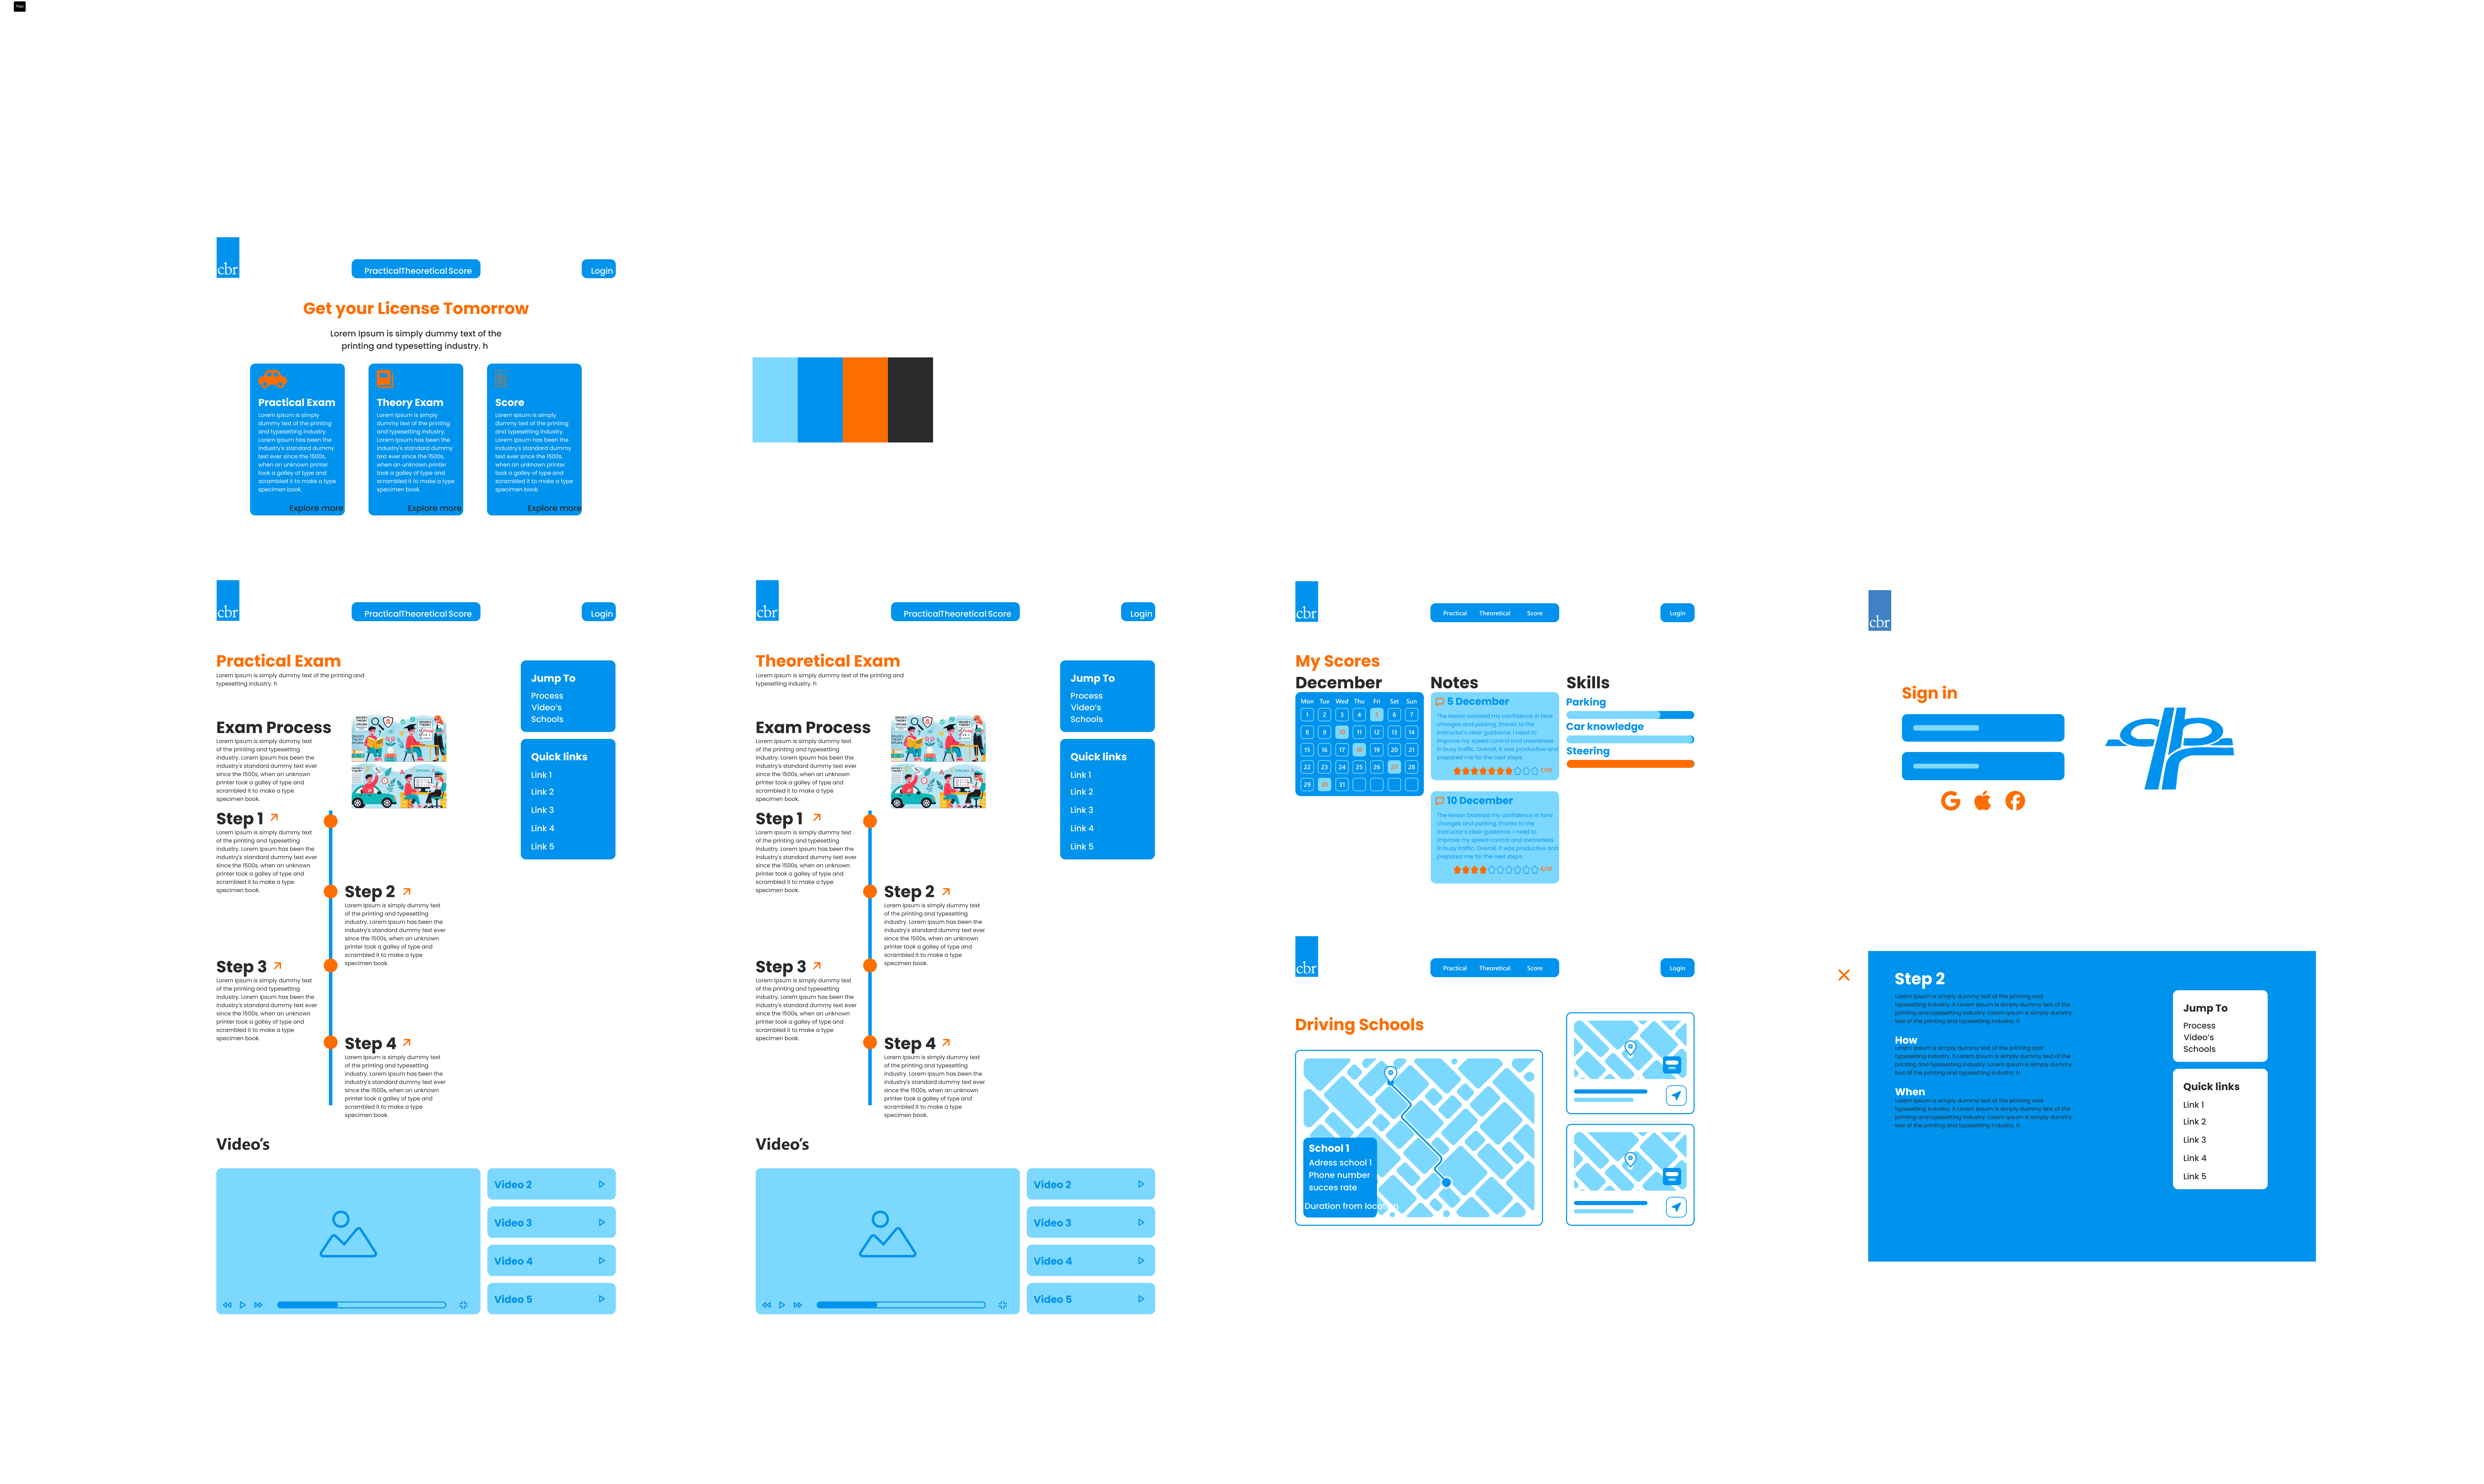 cbr
Practical Theoretical Score
Login
Get your License Tomorrow
Lorem Ipsum is simply dummy text of the
printing and typesetting industry. h
Practical Exam
Lorem Ipsum is simply
dummy text of the printing
and typesetting industry.
Lorem Ipsum has been the
industry's standard dummy
text ever since the 1500s,
when an unknown printer
took a galley of type and
scrambled it to make a type
specimen book.
Explore more
Theory Exam
Lorem Ipsum is simply
dummy text of the printing
and typesetting industry.
Lorem Ipsum has been the
industry's standard dummy
text ever since the 1500s,
when an unknown printer
took a galley of type and
scrambled it to make a type
specimen book.
Explore more
Score
Lorem Ipsum is simply
dummy text of the printing
and typesetting industry.
Lorem Ipsum has been the
industry's standard dummy
text ever since the 1500s,
when an unknown printer
took a galley of type and
scrambled it to make a type
specimen book.
Explore more
cbr
Practical Theoretical Score
Login
Practical Exam
Lorem Ipsum is simply dummy text of the printing and
typesetting industry. h
Exam Process
Lorem Ipsum is simply dummy text
of the printing and typesetting
industry. Lorem Ipsum has been the
industry's standard dummy text ever
since the 1500s, when an unknown
printer took a galley of type and
scrambled it to make a type
specimen book.
Step 1
Lorem Ipsum is simply dummy text
of the printing and typesetting
industry. Lorem Ipsum has been the
industry's standard dummy text ever
since the 1500s, when an unknown
printer took a galley of type and
scrambled it to make a type
specimen book.
Step 2
Lorem Ipsum is simply dummy text
of the printing and typesetting
industry. Lorem Ipsum has been the
industry's standard dummy text ever
since the 1500s, when an unknown
printer took a galley of type and
scrambled it to make a type
specimen book.
Step 3
Lorem Ipsum is simply dummy text
of the printing and typesetting
industry. Lorem Ipsum has been the
industry's standard dummy text ever
since the 1500s, when an unknown
printer took a galley of type and
scrambled it to make a type
specimen book.
Step 4
Lorem Ipsum is simply dummy text
of the printing and typesetting
industry. Lorem Ipsum has been the
industry's standard dummy text ever
since the 1500s, when an unknown
printer took a galley of type and
scrambled it to make a type
specimen book.
Jump To
Process
Video's
Schools
Quick links
Link 1
Link 2
Link 3
Link 4
Link 5
Video's
Video 2
Video 3
Video 4
Video 5
cbr
Practical Theoretical Score
Login
Theoretical Exam
Lorem Ipsum is simply dummy text of the printing and
typesetting industry. h
Exam Process
Lorem Ipsum is simply dummy text
of the printing and typesetting
industry. Lorem Ipsum has been the
industry's standard dummy text ever
since the 1500s, when an unknown
printer took a galley of type and
scrambled it to make a type
specimen book.
Step 1
Lorem Ipsum is simply dummy text
of the printing and typesetting
industry. Lorem Ipsum has been the
industry's standard dummy text ever
since the 1500s, when an unknown
printer took a galley of type and
scrambled it to make a type
specimen book.
Step 2
Lorem Ipsum is simply dummy text
of the printing and typesetting
industry. Lorem Ipsum has been the
industry's standard dummy text ever
since the 1500s, when an unknown
printer took a galley of type and
scrambled it to make a type
specimen book.
Step 3
Lorem Ipsum is simply dummy text
of the printing and typesetting
industry. Lorem Ipsum has been the
industry's standard dummy text ever
since the 1500s, when an unknown
printer took a galley of type and
scrambled it to make a type
specimen book.
Step 4
Lorem Ipsum is simply dummy text
of the printing and typesetting
industry. Lorem Ipsum has been the
industry's standard dummy text ever
since the 1500s, when an unknown
printer took a galley of type and
scrambled it to make a type
specimen book.
Jump To
Process
Video's
Schools
Quick links
Link 1
Link 2
Link 3
Link 4
Link 5
Video's
Video 2
Video 3
Video 4
Video 5
cbr
Practical Theoretical Score
Login
My Scores
December
Mon Tue Wed Thu Fri Sat Sun
1 2 3 4 5 6 7
8 9 10 11 12 13 14
15 16 17 18 19 20 21
22 23 24 25 26 27 28
29 30 31
Notes
5 December
The lesson boosted my confidence in lane
changes and parking, thanks to the
instructor's clear guidance. I need to
improve my speed control and awareness
in busy traffic. Overall, it was productive and
prepared me for the next steps.
7/10
10 December
The lesson boosted my confidence in lane
changes and parking, thanks to the
instructor's clear guidance. I need to
improve my speed control and awareness
in busy traffic. Overall, it was productive and
prepared me for the next steps.
4/10
Skills
Parking
Car knowledge
Steering
cbr
Practical Theoretical Score
Login
Driving Schools
School 1
Adress school 1
Phone number
succes rate
Duration from location
cbr
Sign in
Step 2
Lorem Ipsum is simply dummy text of the printing and
typesetting industry. h Lorem Ipsum is simply dummy text of the
printing and typesetting industry. Lorem Ipsum is simply dummy
text of the printing and typesetting industry. h
How
Lorem Ipsum is simply dummy text of the printing and
typesetting industry. h Lorem Ipsum is simply dummy text of the
printing and typesetting industry. Lorem Ipsum is simply dummy
text of the printing and typesetting industry. h
When
Lorem Ipsum is simply dummy text of the printing and
typesetting industry. h Lorem Ipsum is simply dummy text of the
printing and typesetting industry. Lorem Ipsum is simply dummy
text of the printing and typesetting industry. h
Jump To
Process
Video's
Schools
Quick links
Link 1
Link 2
Link 3
Link 4
Link 5